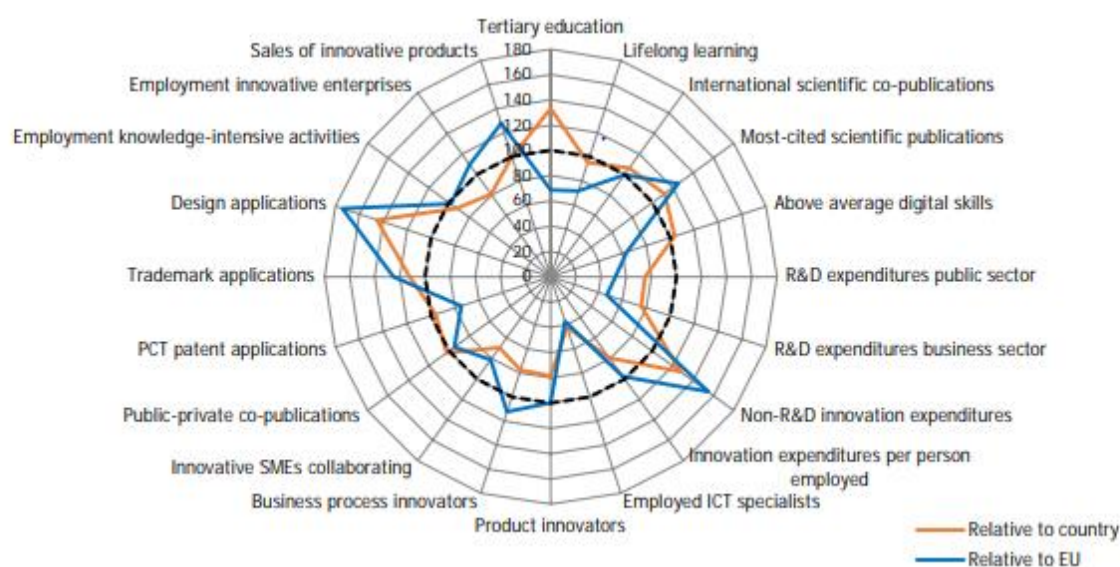 Tertiary education
Sales of innovative products
Lifelong learning
Employment innovative enterprises
International scientific co-publications
Employment knowledge-intensive activities
Most-cited scientific publications
Design applications
Above average digital skills
Trademark applications
R&D expenditures public sector
PCT patent applications
R&D expenditures business sector
Public-private co-publications
Non-R&D innovation expenditures
Innovative SMEs collaborating
Innovation expenditures per person
employed
Business process innovators
Employed ICT specialists
Product innovators
180
160
140
120
100
80
60
40
20
0
Relative to country
Relative to EU